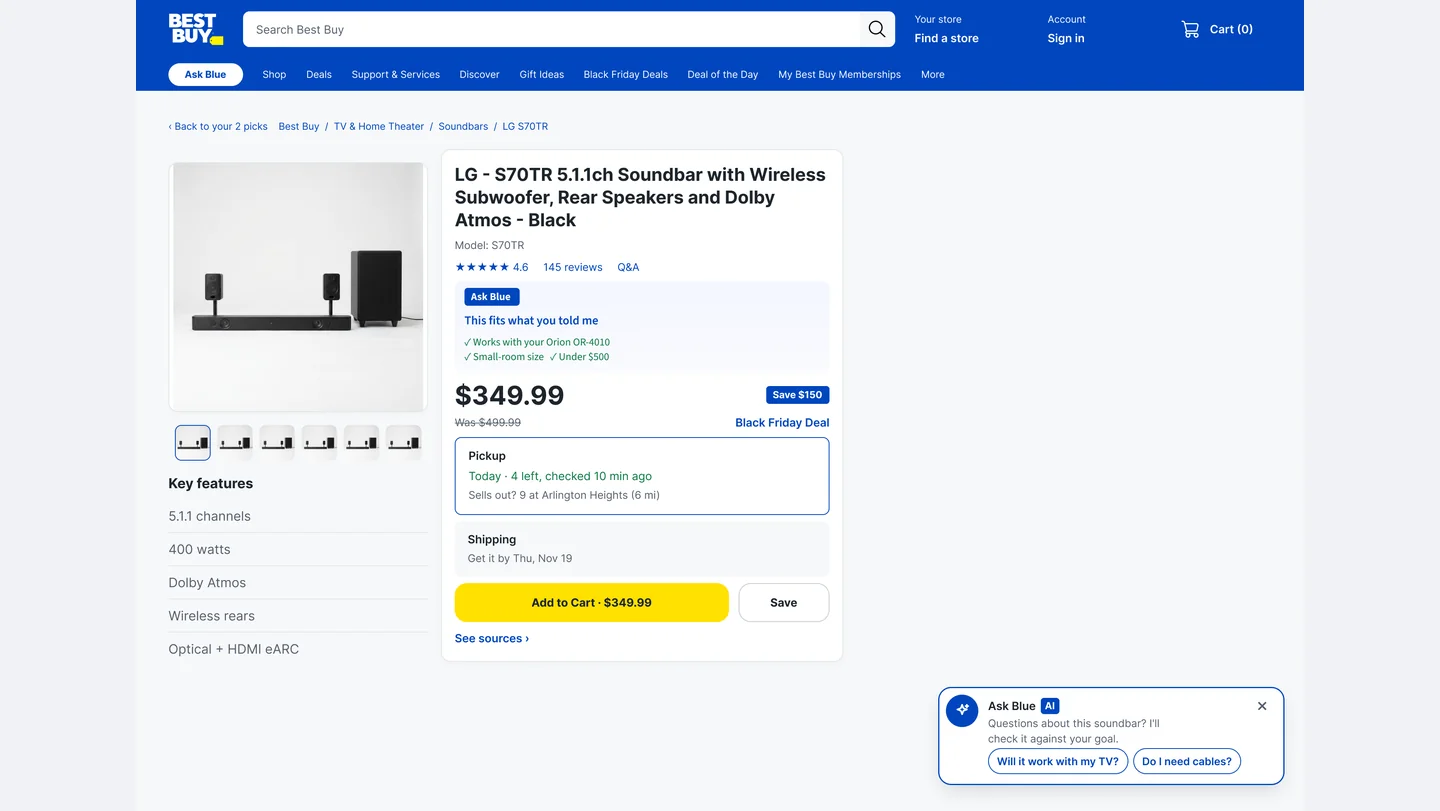 BEST BUY
Search Best Buy
Your store
Find a store
Account
Sign in
Cart (0)
Ask Blue
Shop
Deals
Support & Services
Discover
Gift Ideas
Black Friday Deals
Deal of the Day
My Best Buy Memberships
More
‹ Back to your 2 picks
Best Buy / TV & Home Theater / Soundbars / LG S70TR
LG - S70TR 5.1.1ch Soundbar with Wireless
Subwoofer, Rear Speakers and Dolby
Atmos - Black
Model: S70TR
★★★★★ 4.6 145 reviews Q&A
Ask Blue
This fits what you told me
✓ Works with your Orion OR-4010
✓ Small-room size ✓ Under $500
$349.99
Save $150
Was $499.99
Black Friday Deal
Pickup
Today · 4 left, checked 10 min ago
Sells out? 9 at Arlington Heights (6 mi)
Shipping
Get it by Thu, Nov 19
Add to Cart · $349.99
Save
See sources ›
Key features
5.1.1 channels
400 watts
Dolby Atmos
Wireless rears
Optical + HDMI eARC
Ask Blue AI
Questions about this soundbar? I'll
check it against your goal.
Will it work with my TV?
Do I need cables?